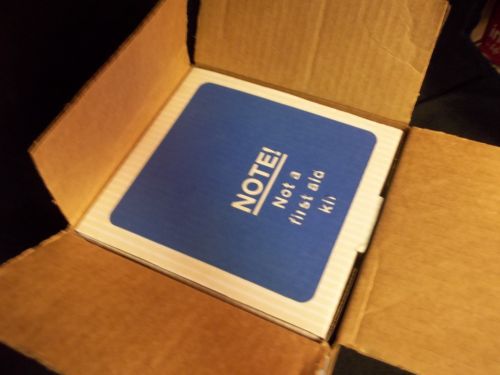 NOTE!
Not a
first aid
kit